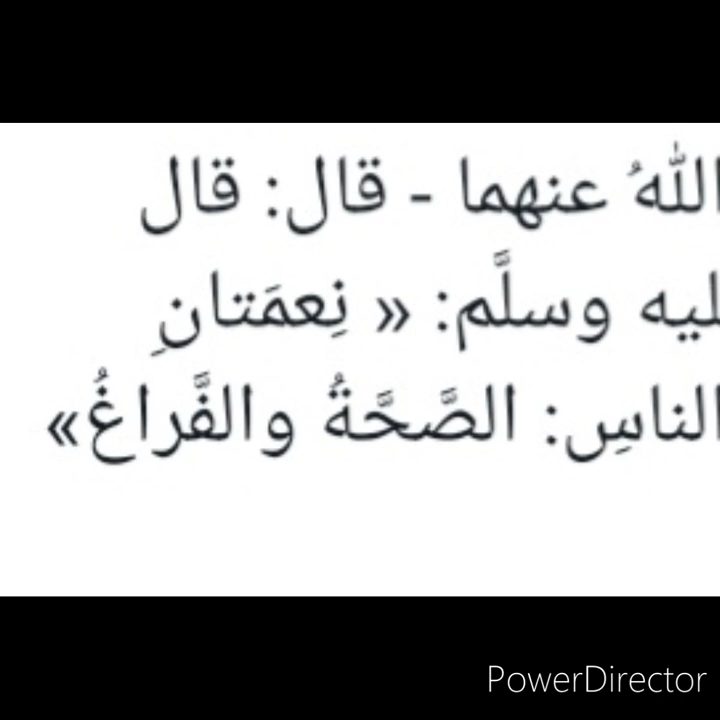 اللهُ عنهما - قال: قال
ليه وسلَّم: « نِعمَتانِ
الناسِ: الصَّحَّةُ والفَّراغُ»
PowerDirector